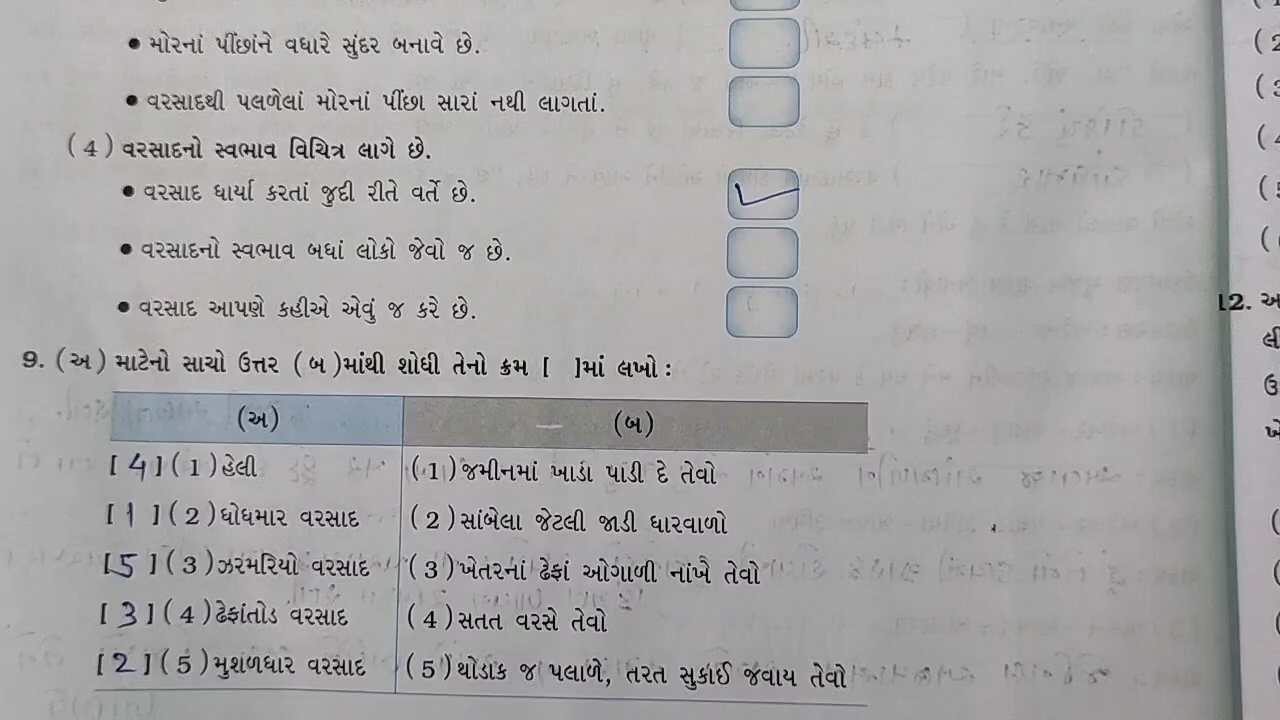 • મોરનાં પીંછાંને વધારે સુંદર બનાવે છે.
• વરસાદથી પલળેલાં મોરનાં પીંછા સારાં નથી લાગતાં.
(4) વરસાદનો સ્વભાવ વિચિત્ર લાગે છે.
• વરસાદ ધાર્યા કરતાં જુદી રીતે વર્તે છે. ✓
• વરસાદનો સ્વભાવ બધાં લોકો જેવો જ છે.
• વરસાદ આપણે કહીએ એવું જ કરે છે.
9. (અ) માટેનો સાચો ઉત્તર (બ)માંથી શોધી તેનો ક્રમ [ ]માં લખો :
(અ) (બ)
[4] (1) હેલી (1) જમીનમાં ખાડા પાડી દે તેવો
[1] (2) ધોધમાર વરસાદ (2) સાંબેલા જેટલી જાડી ધારવાળો
[5] (3) ઝરમરિયો વરસાદ (3) ખેતરનાં ઢેફાં ઓગાળી નાંખે તેવો
[3] (4) ઢેફાંતોડ વરસાદ (4) સતત વરસે તેવો
[2] (5) મુશળધાર વરસાદ (5) થોડાક જ પલાળે, તરત સુકાઈ જવાય તેવો
12.